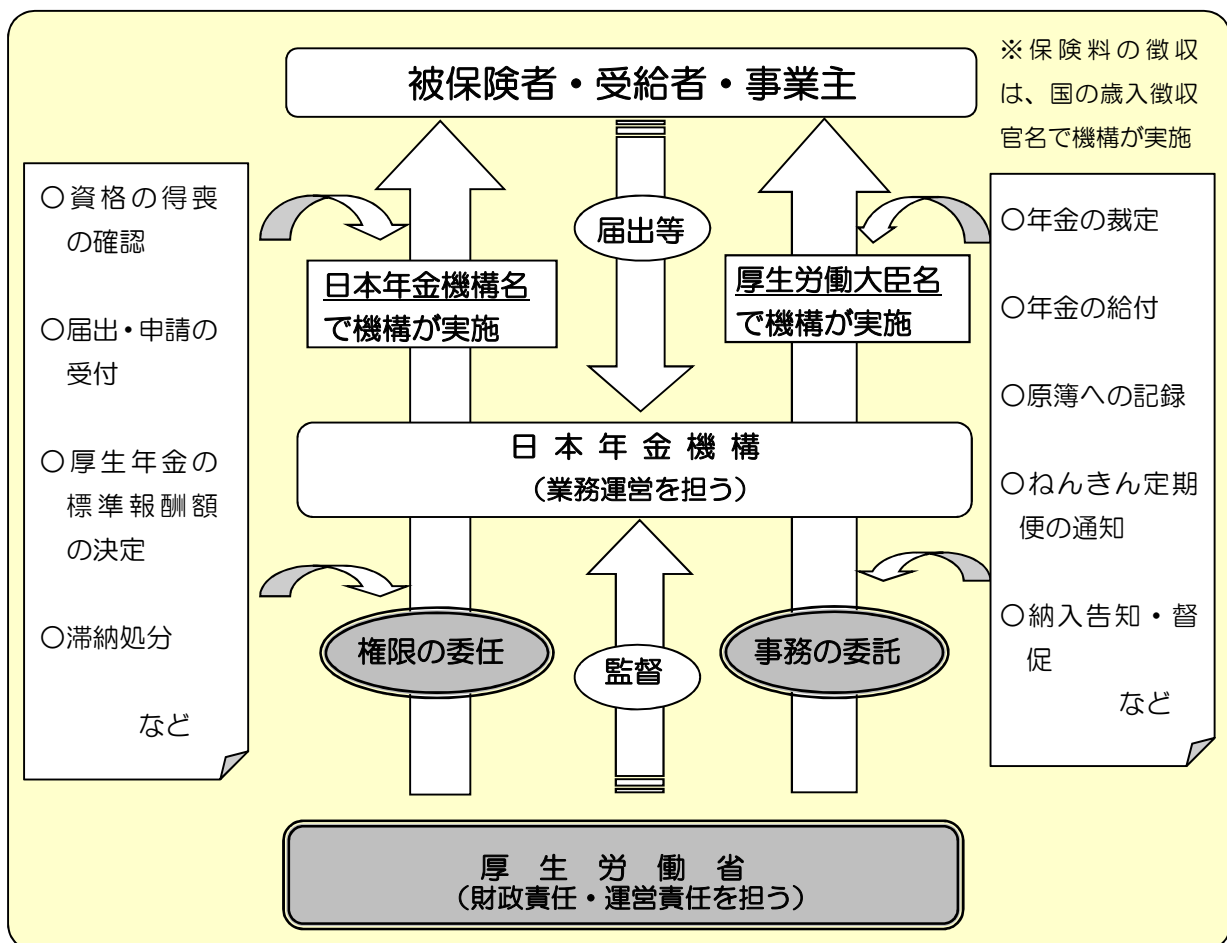 被保険者・受給者・事業主
※保険料の徴収
は、国の歳入徴収
官名で機構が実施
○資格の得喪
の確認
○届出・申請の
受付
○厚生年金の
標準報酬額
の決定
○滞納処分
など
日本年金機構名
で機構が実施
届出等
厚生労働大臣名
で機構が実施
○年金の裁定
○年金の給付
○原簿への記録
○ねんきん定期
便の通知
○納入告知・督
促
など
日本年金機構
(業務運営を担う)
権限の委任
監督
事務の委託
厚生労働省
(財政責任・運営責任を担う)